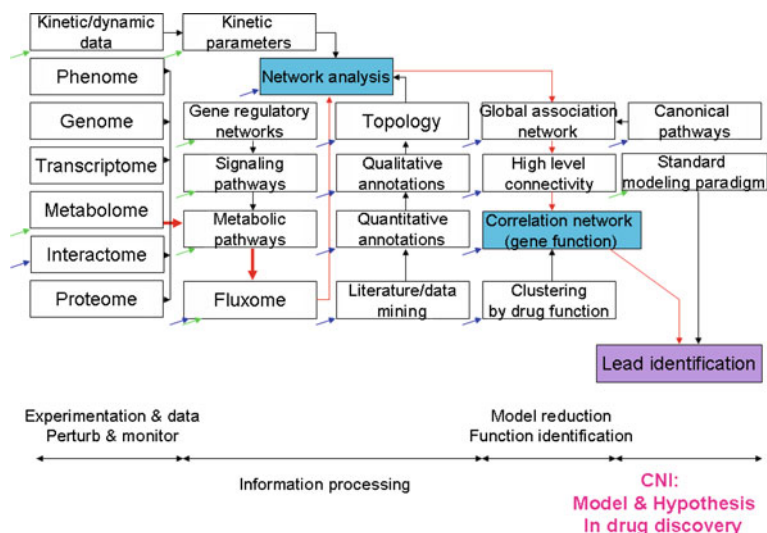 Kinetic/dynamic
data
Kinetic
parameters
Phenome
Network analysis
Genome
Gene regulatory
networks
Topology
Global association
network
Canonical
pathways
Transcriptome
Signaling
pathways
Qualitative
annotations
High level
connectivity
Standard
modeling paradigm
Metabolome
Metabolic
pathways
Quantitative
annotations
Correlation network
(gene function)
Interactome
Proteome
Fluxome
Literature/data
mining
Clustering
by drug function
Lead identification
Experimentation & data
Perturb & monitor
Information processing
Model reduction
Function identification
CNI:
Model & Hypothesis
In drug discovery